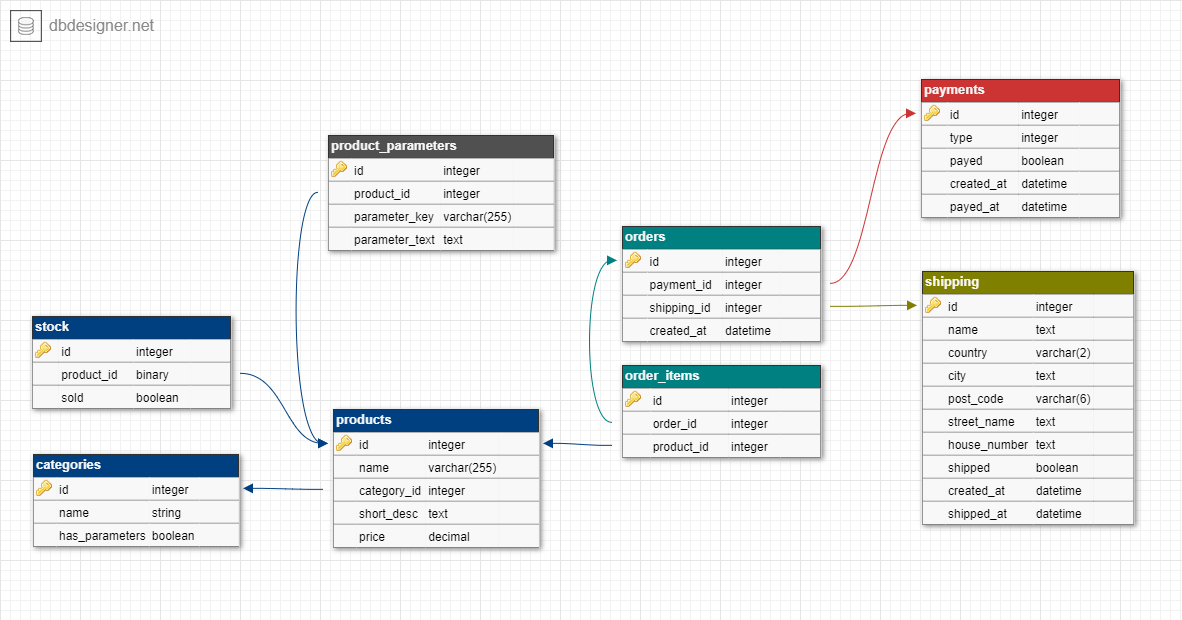 dbdesigner.net
payments
id integer
type integer
payed boolean
created_at datetime
payed_at datetime
product_parameters
id integer
product_id integer
parameter_key varchar(255)
parameter_text text
orders
id integer
payment_id integer
shipping_id integer
created_at datetime
shipping
id integer
name text
country varchar(2)
city text
post_code varchar(6)
street_name text
house_number text
shipped boolean
created_at datetime
shipped_at datetime
stock
id integer
product_id binary
sold boolean
order_items
id integer
order_id integer
product_id integer
products
id integer
name varchar(255)
category_id integer
short_desc text
price decimal
categories
id integer
name string
has_parameters boolean